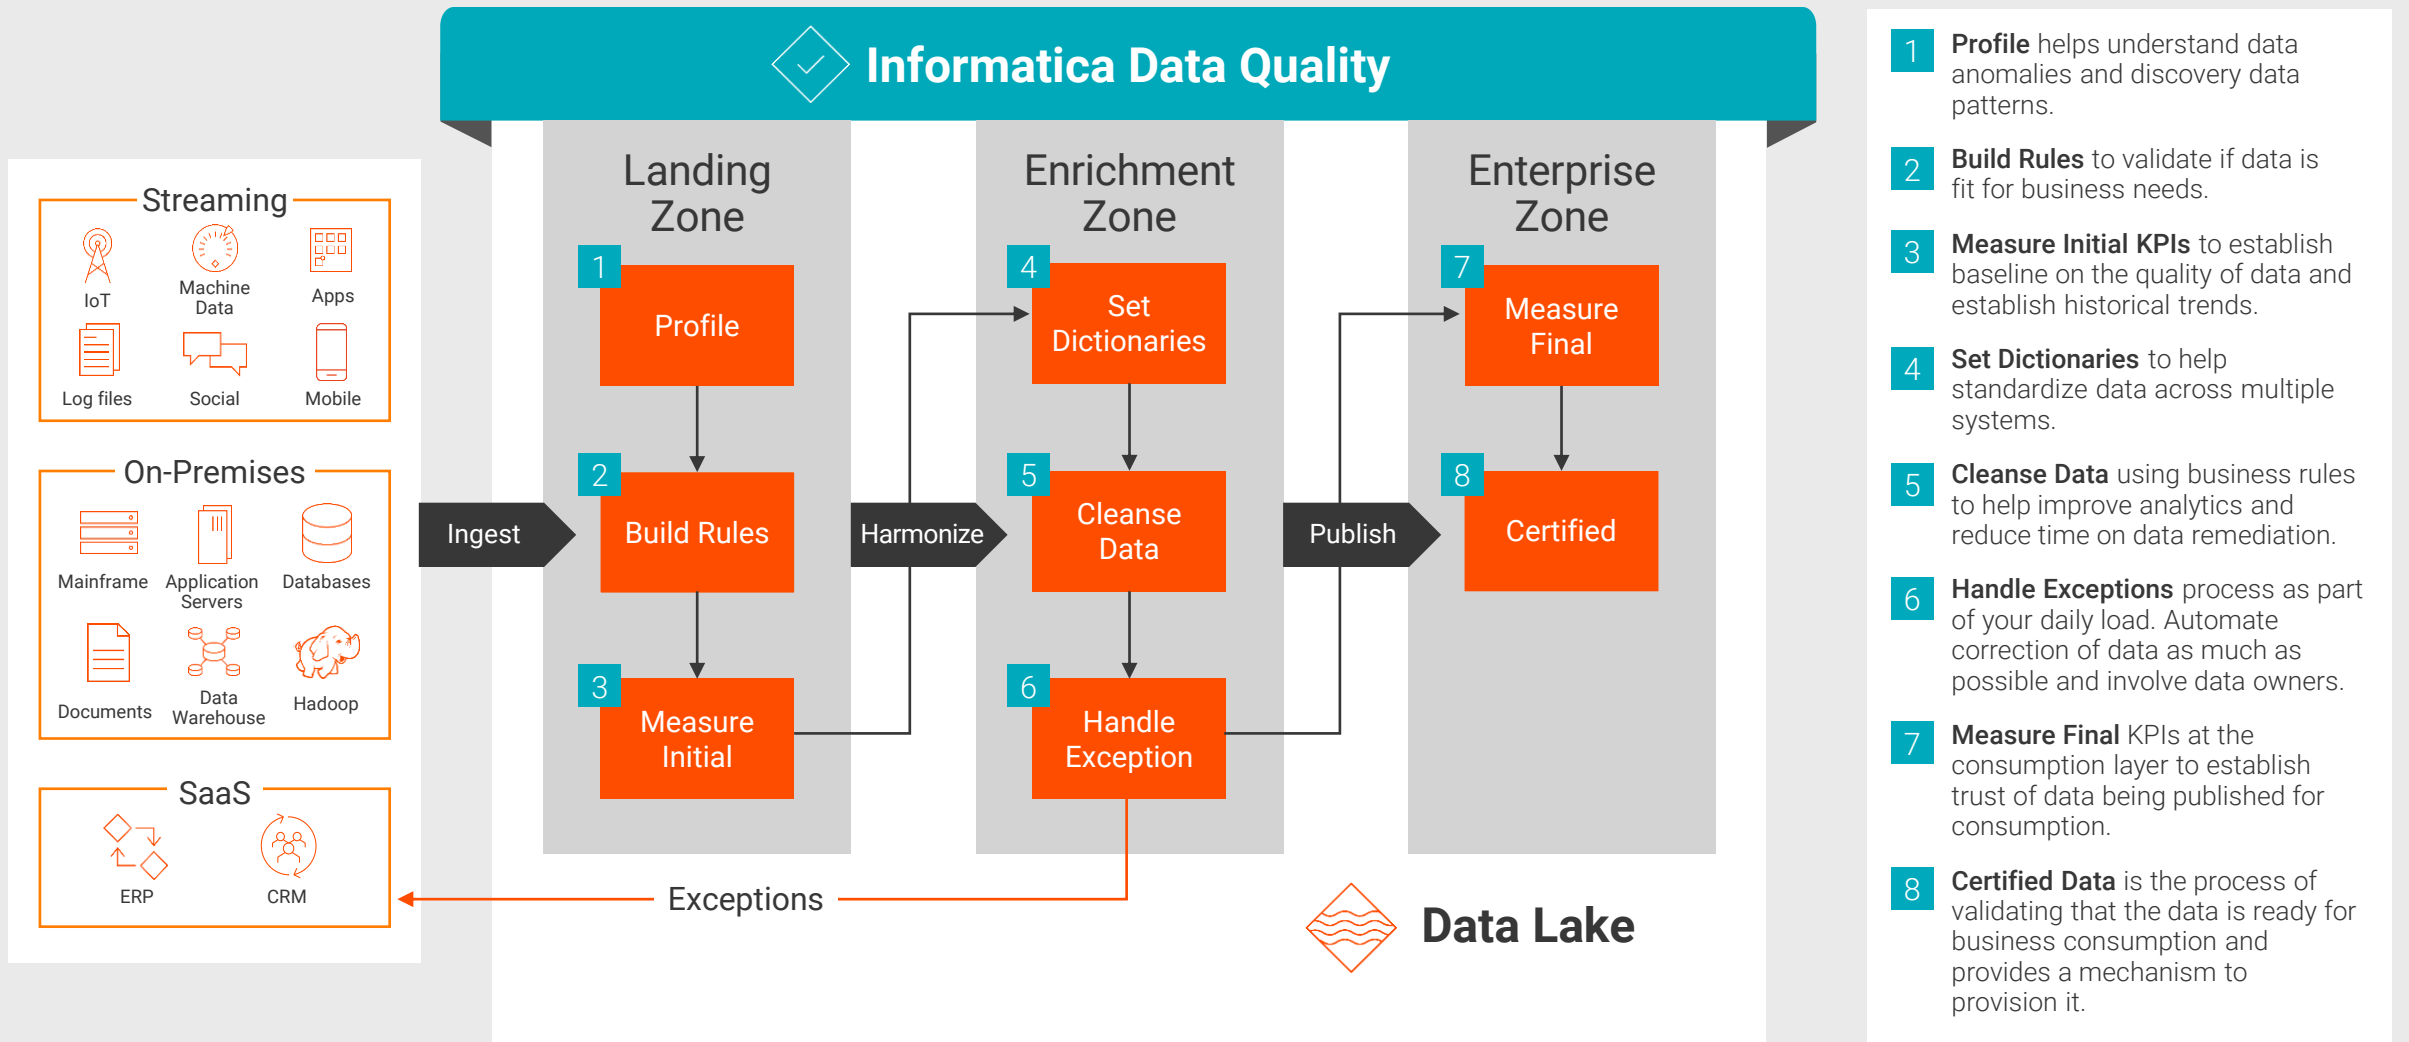 Informatica Data Quality
Streaming
IoT
Machine
Data
Apps
Log files
Social
Mobile
On-Premises
Mainframe
Application
Servers
Databases
Documents
Data
Warehouse
Hadoop
SaaS
ERP
CRM
Ingest
Landing
Zone
1
Profile
2
Build Rules
3
Measure
Initial
Harmonize
Enrichment
Zone
4
Set
Dictionaries
5
Cleanse
Data
6
Handle
Exception
Publish
Enterprise
Zone
7
Measure
Final
8
Certified
Exceptions
Data Lake
1
Profile helps understand data
anomalies and discovery data
patterns.
2
Build Rules to validate if data is
fit for business needs.
3
Measure Initial KPIs to establish
baseline on the quality of data and
establish historical trends.
4
Set Dictionaries to help
standardize data across multiple
systems.
5
Cleanse Data using business rules
to help improve analytics and
reduce time on data remediation.
6
Handle Exceptions process as part
of your daily load. Automate
correction of data as much as
possible and involve data owners.
7
Measure Final KPIs at the
consumption layer to establish
trust of data being published for
consumption.
8
Certified Data is the process of
validating that the data is ready for
business consumption and
provides a mechanism to
provision it.